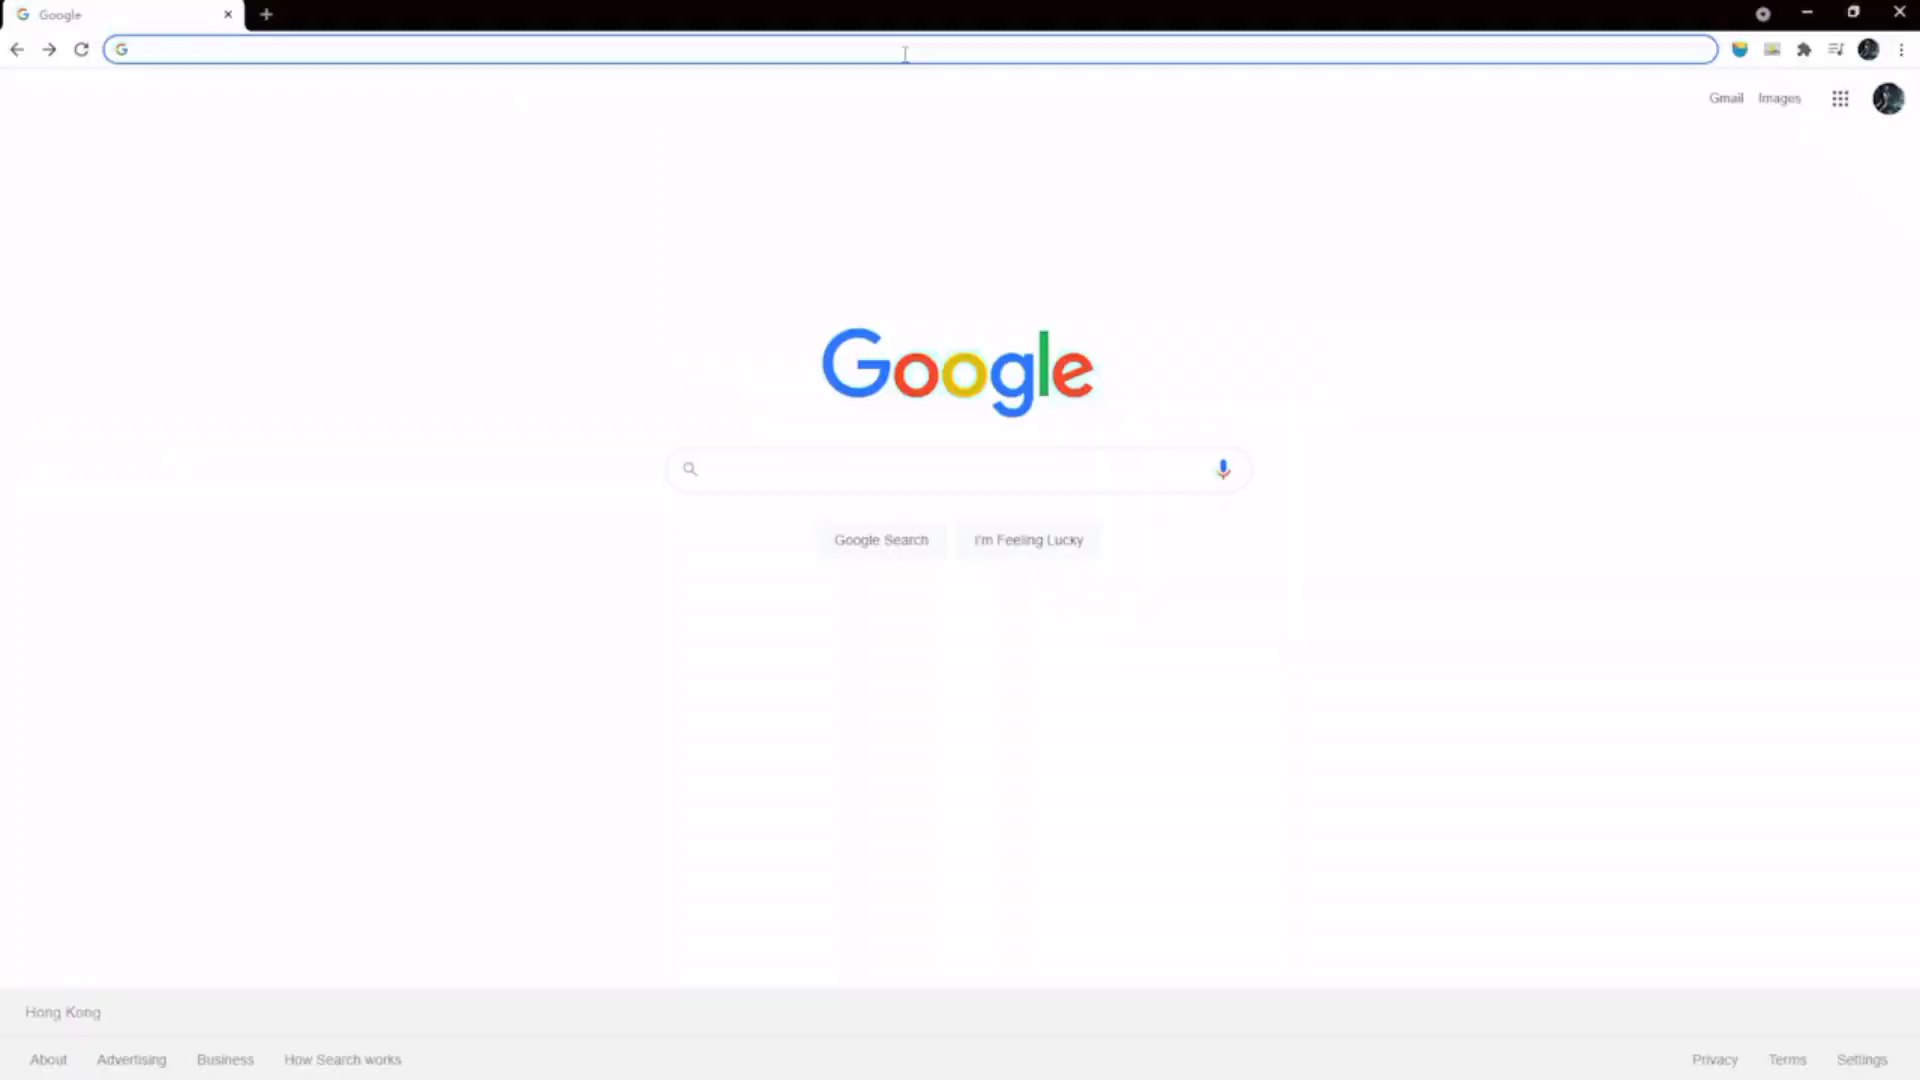 Google
Gmail Images
Google
Google Search I'm Feeling Lucky
Hong Kong
About Advertising Business How Search works Privacy Terms Settings